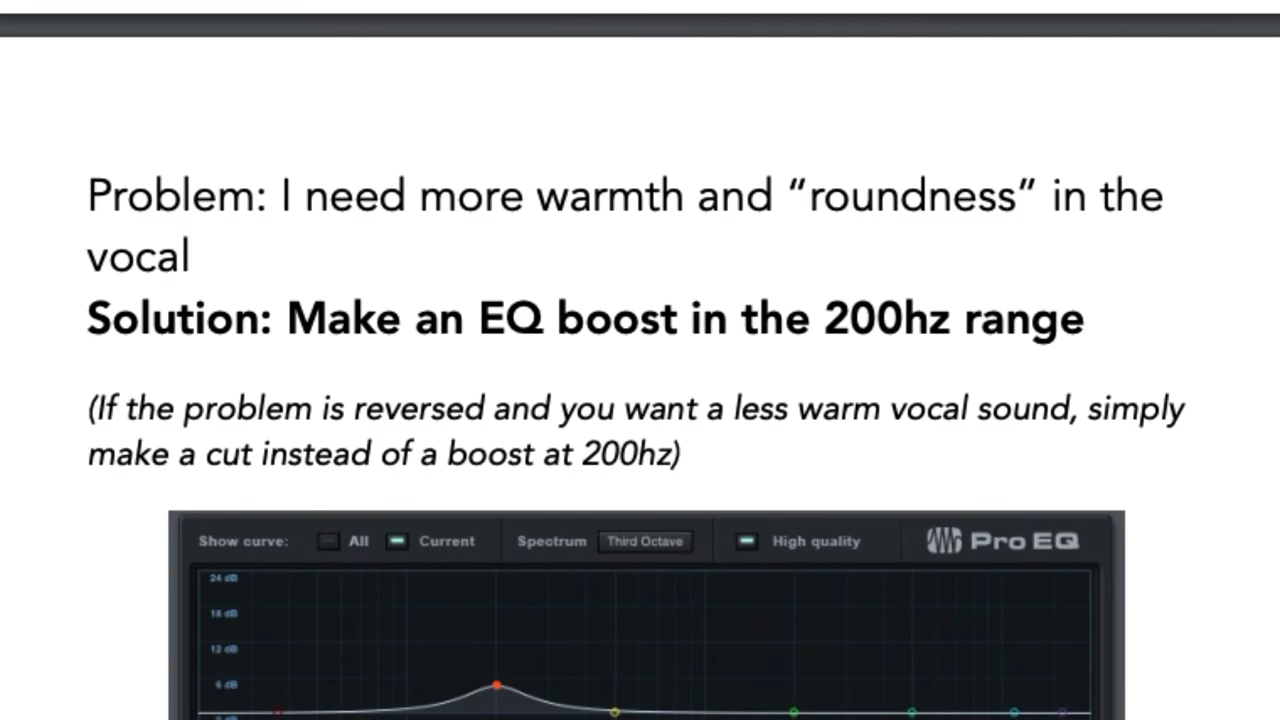 Problem: I need more warmth and “roundness” in the
vocal
Solution: Make an EQ boost in the 200hz range
(If the problem is reversed and you want a less warm vocal sound, simply
make a cut instead of a boost at 200hz)
Show curve: All Current Spectrum Third Octave High quality Pro EQ
24 dB
18 dB
12 dB
6 dB